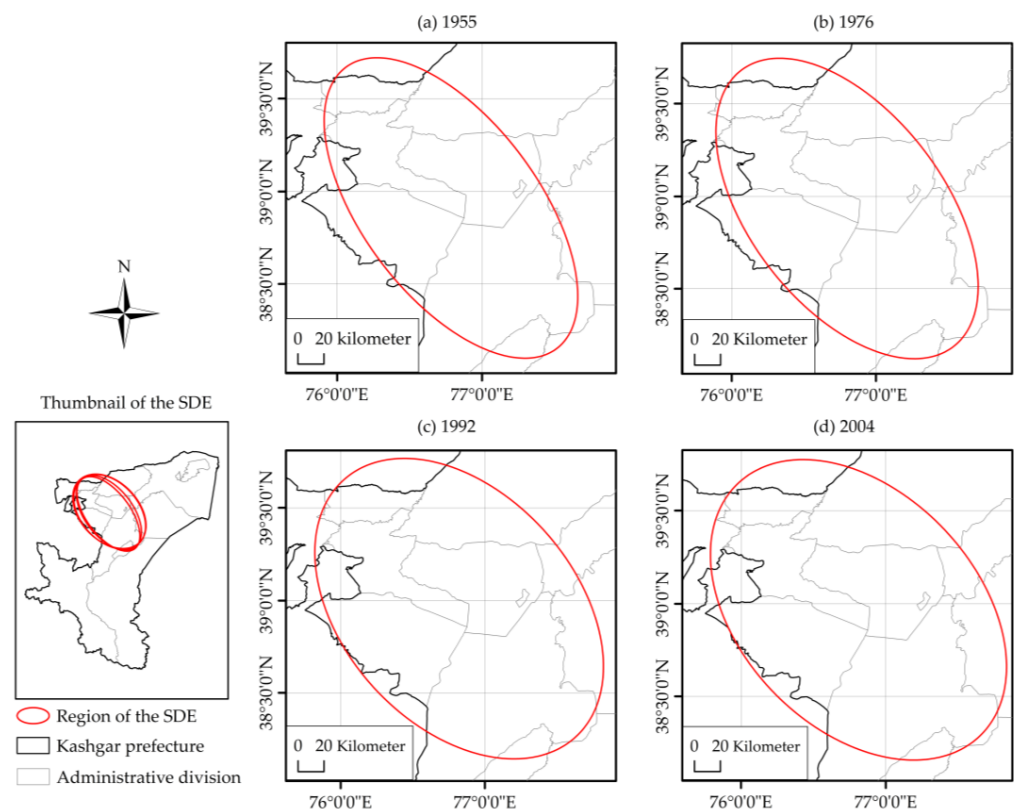 (a) 1955
39°30'0"N
39°0'0"N
38°30'0"N
0 20 kilometer
76°0'0"E
77°0'0"E
(b) 1976
39°30'0"N
39°0'0"N
38°30'0"N
0 20 kilometer
76°0'0"E
77°0'0"E
N
Thumbnail of the SDE
(c) 1992
39°30'0"N
39°0'0"N
38°30'0"N
0 20 Kilometer
76°0'0"E
77°0'0"E
(d) 2004
39°30'0"N
39°0'0"N
38°30'0"N
0 20 Kilometer
76°0'0"E
77°0'0"E
Region of the SDE
Kashgar prefecture
Administrative division